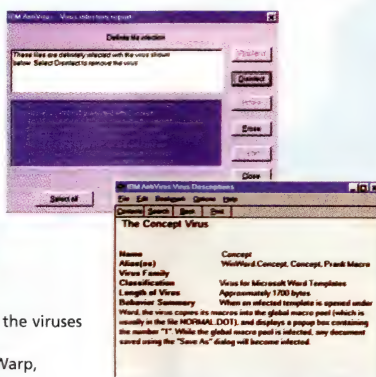 IBM AntiVirus - Virus infection report
Definite file infection
These files are definitely infected with the virus shown
below. Select Disinfect to remove the virus
Disinfect
Erase
Close
Select all
IBM AntiVirus Virus Descriptions
File Edit Bookmark Options Help
Contents Search Back Print
The Concept Virus
Name Concept
Alias(es) WinWord.Concept, Concept, Prank Macro
Virus Family
Classification Virus for Microsoft Word Templates
Length of Virus Approximately 1700 bytes
Behavior Summary When an infected template is opened under
Word, the virus copies its macros into the global macro pool (which is
usually in the file NORMAL.DOT), and displays a popup box containing
the number "1". While the global macro pool is infected, any document
saved using the "Save As" dialog will become infected.
the viruses
Warp,